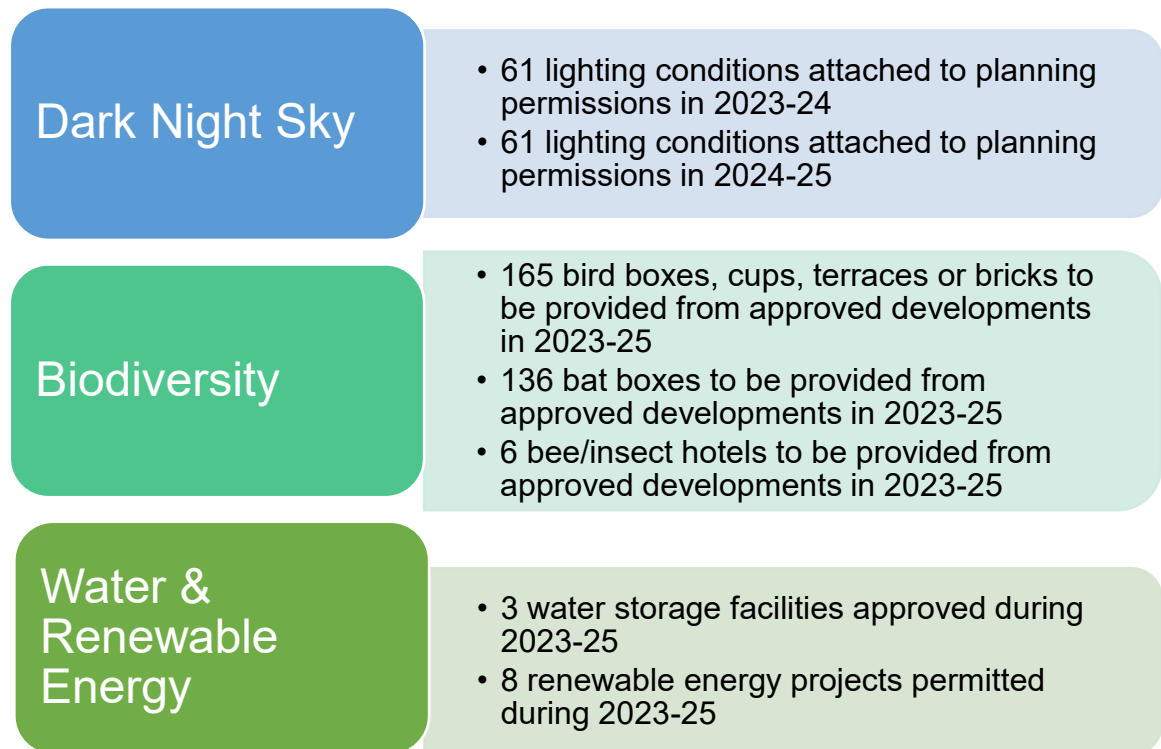 Dark Night Sky
• 61 lighting conditions attached to planning
permissions in 2023-24
• 61 lighting conditions attached to planning
permissions in 2024-25
Biodiversity
• 165 bird boxes, cups, terraces or bricks to
be provided from approved developments
in 2023-25
• 136 bat boxes to be provided from
approved developments in 2023-25
• 6 bee/insect hotels to be provided from
approved developments in 2023-25
Water &
Renewable
Energy
• 3 water storage facilities approved during
2023-25
• 8 renewable energy projects permitted
during 2023-25